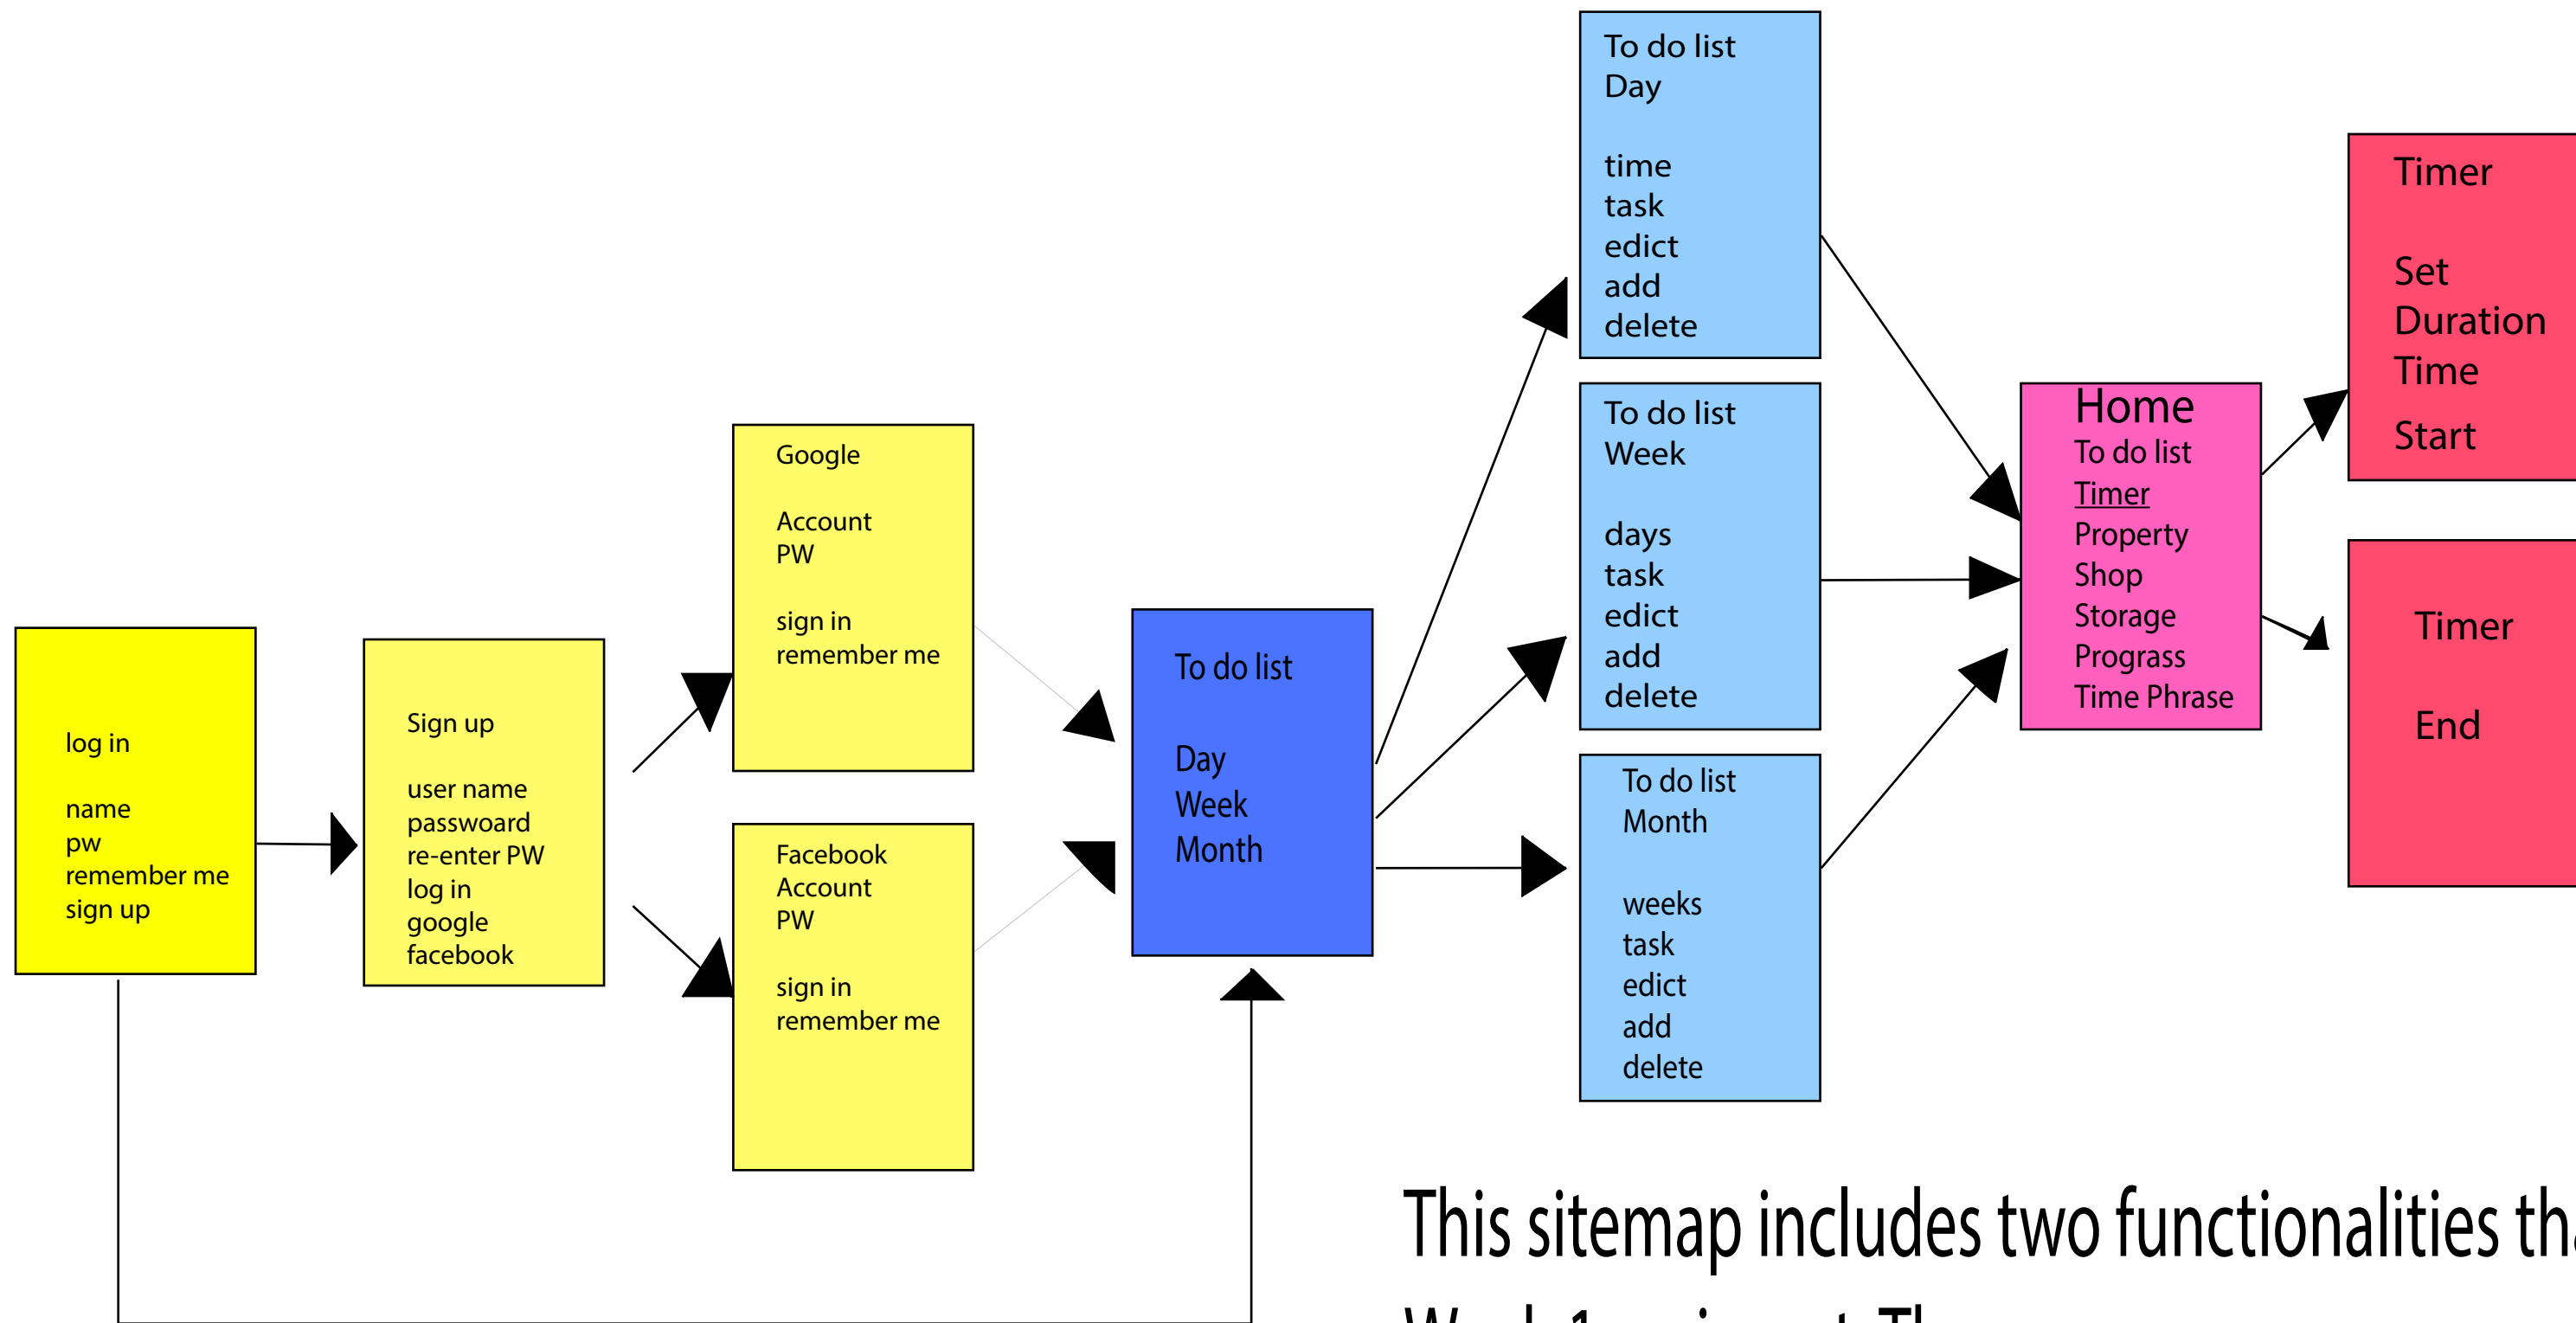 log in
name
pw
remember me
sign up
Sign up
user name
passwoard
re-enter PW
log in
google
facebook
Google
Account
PW
sign in
remember me
Facebook
Account
PW
sign in
remember me
To do list
Day
Week
Month
To do list
Day
time
task
edict
add
delete
To do list
Week
days
task
edict
add
delete
To do list
Month
weeks
task
edict
add
delete
Home
To do list
Timer
Property
Shop
Storage
Prograss
Time Phrase
Timer
Set
Duration
Time
Start
Timer
End
This sitemap includes two functionalities